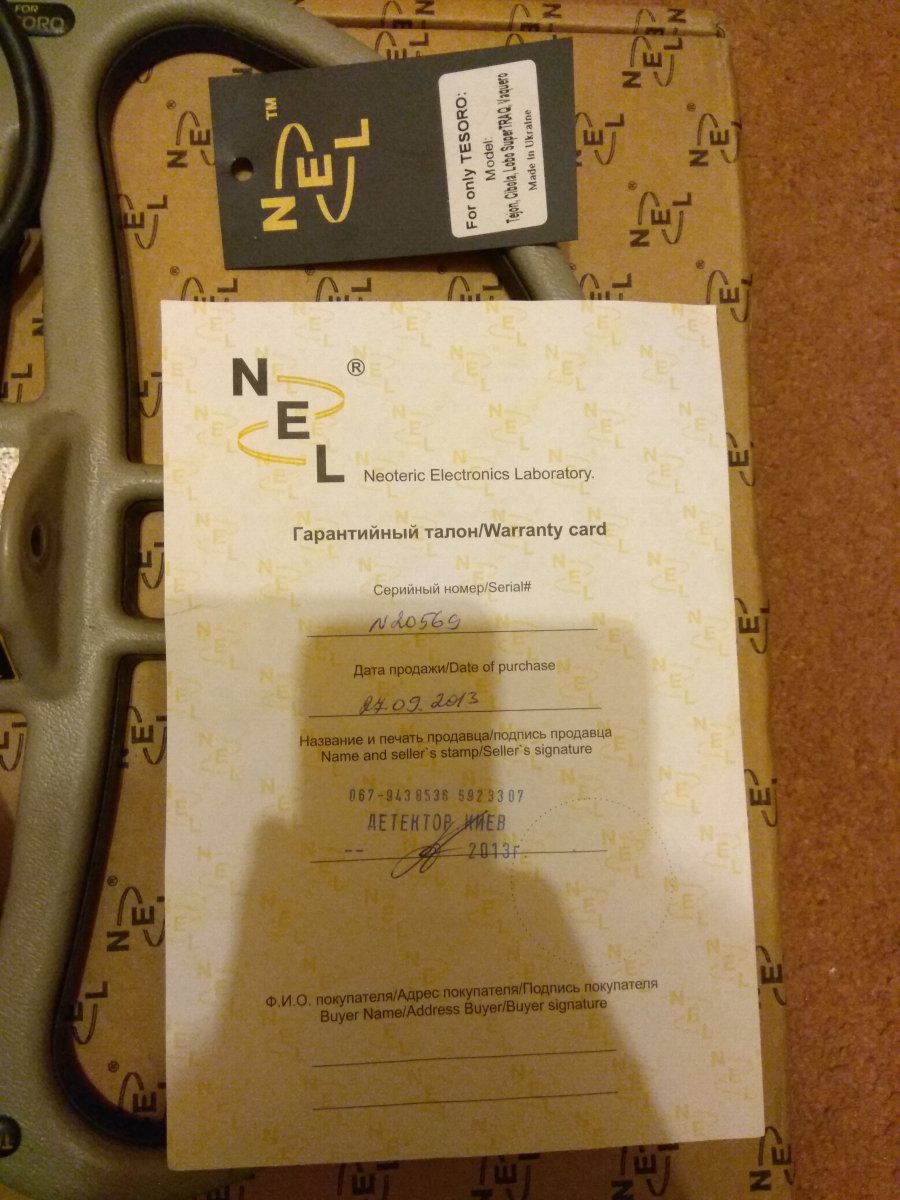 FOR
NEL™
For only TESORO:
Model:
Tejon, Cibola, Lobo SuperTRAQ, Vaquero
Made in Ukraine
NEL®
Neoteric Electronics Laboratory.
Гарантийный талон/Warranty card
Серийный номер/Serial#
N20569
Дата продажи/Date of purchase
27.09.2013
Название и печать продавца/подпись продавца
Name and seller`s stamp/Seller`s signature
067-9438536 5923307
ДЕТЕКТОР КИЕВ
-- 2013г.
Ф.И.О. покупателя/Адрес покупателя/Подпись покупателя
Buyer Name/Address Buyer/Buyer signature